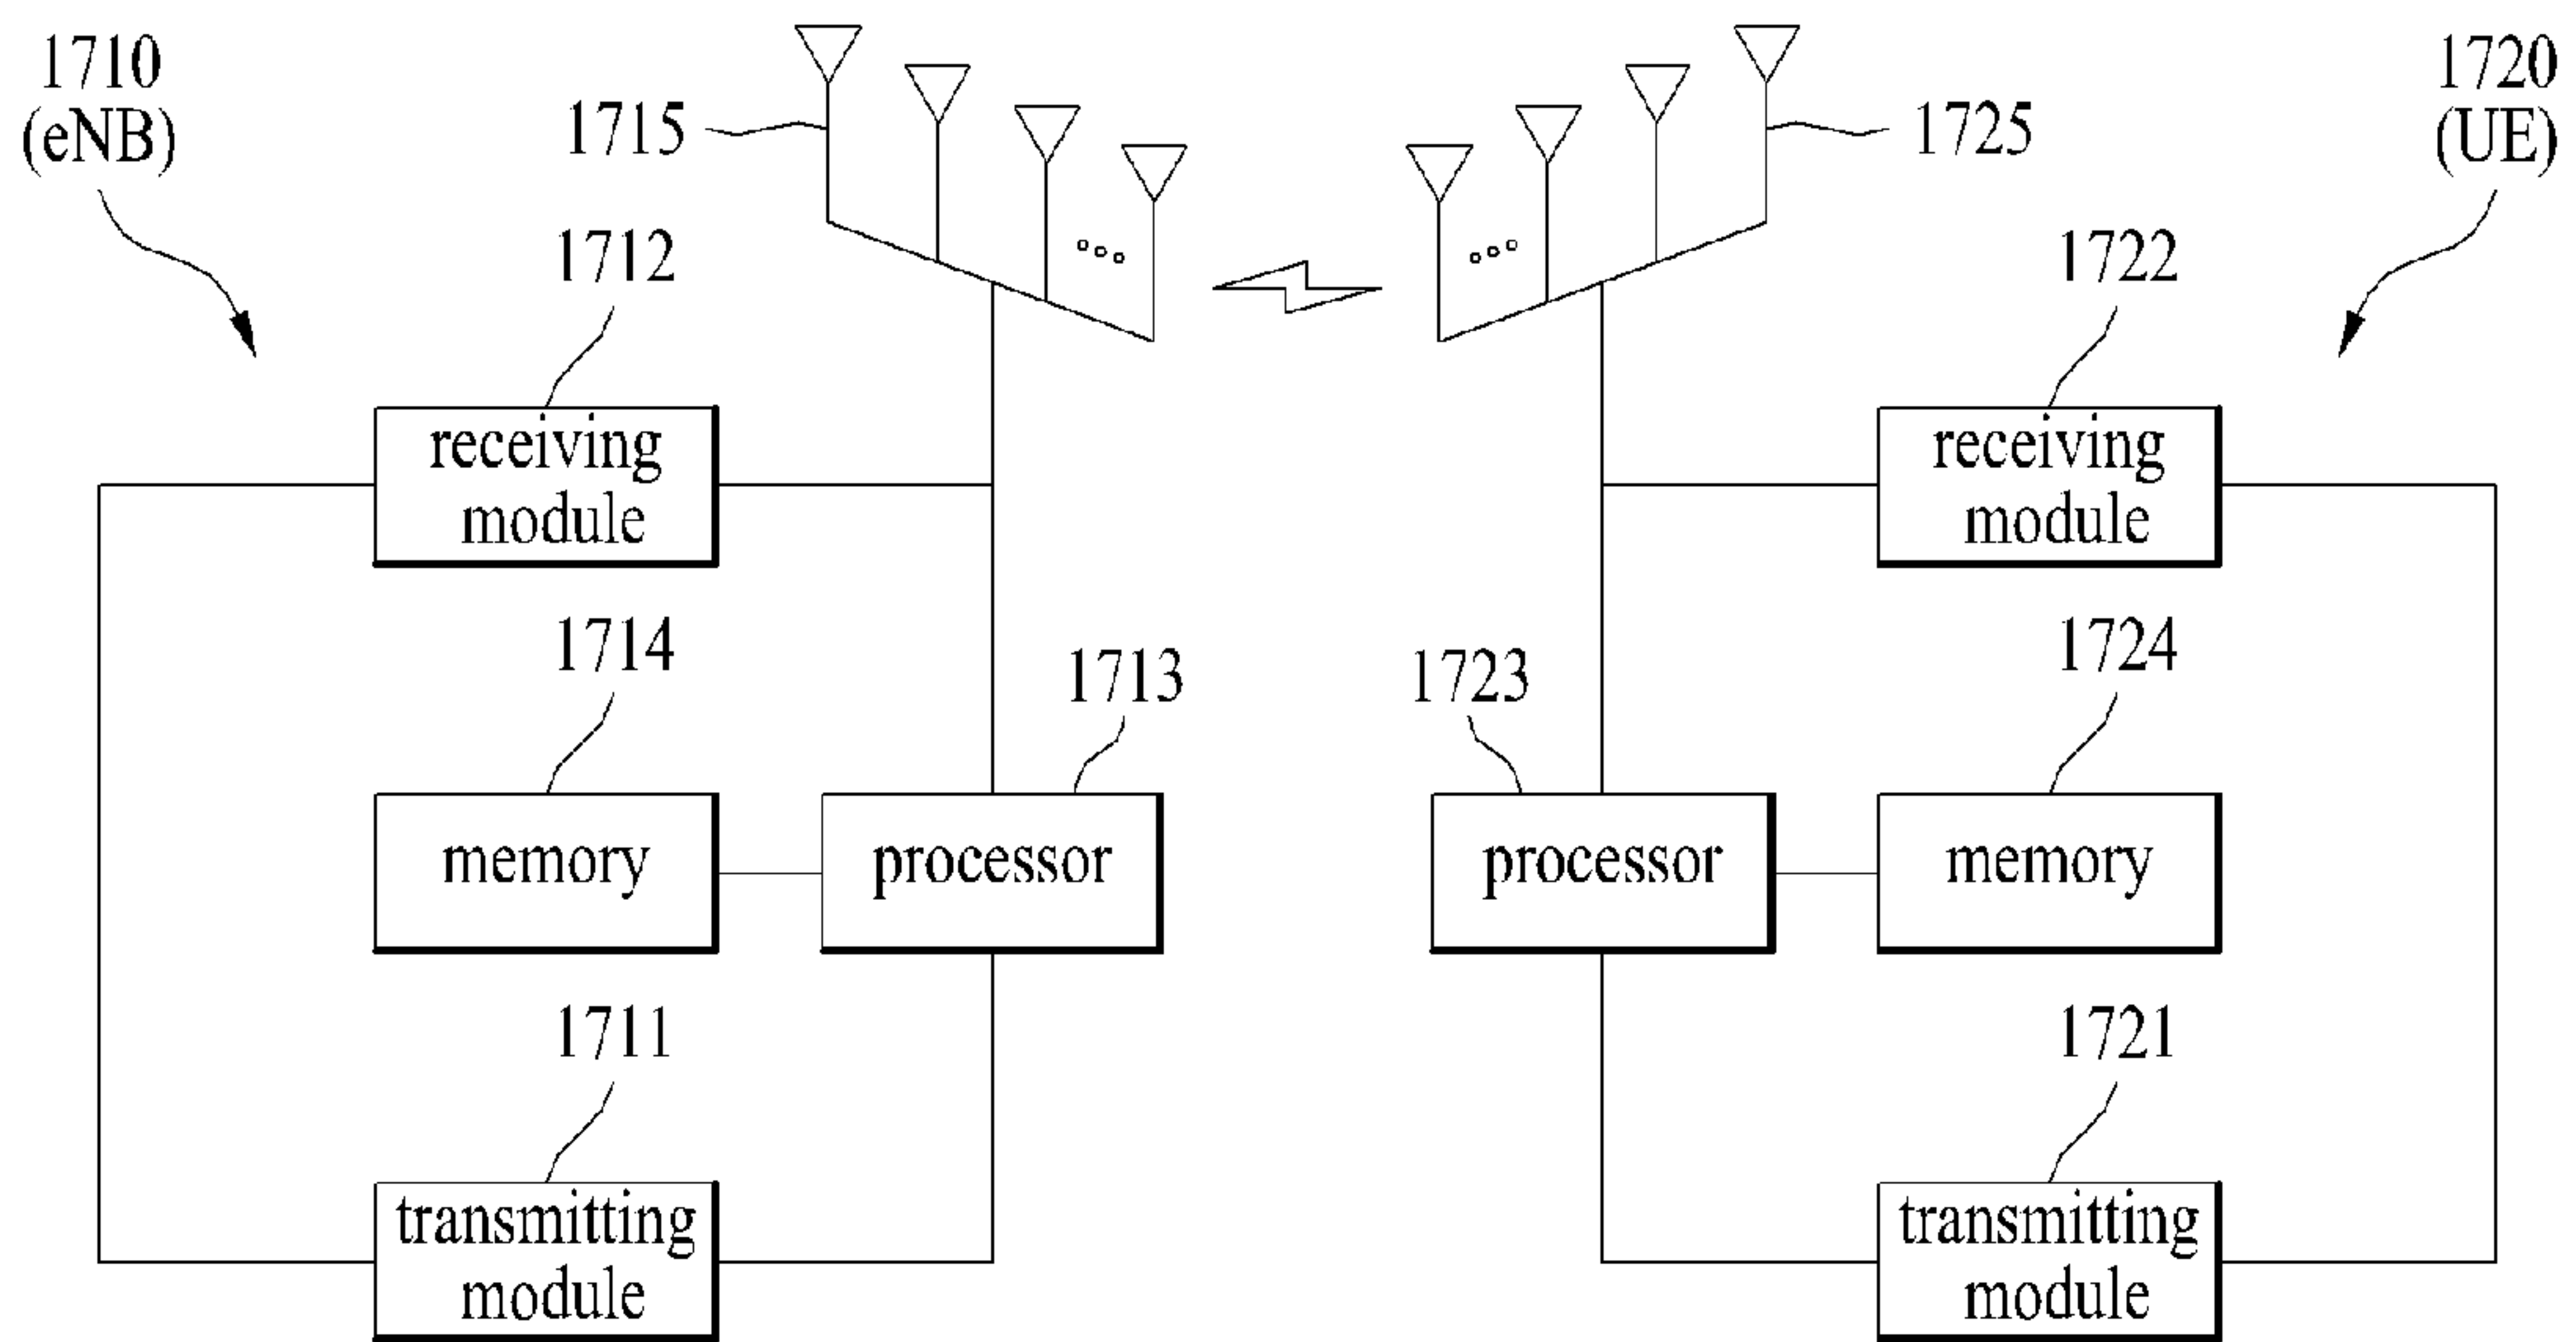 1710
(eNB)
1715
1725
1720
(UE)
1712
1722
receiving
module
receiving
module
1714
1713
1723
1724
memory
processor
processor
memory
1711
1721
transmitting
module
transmitting
module